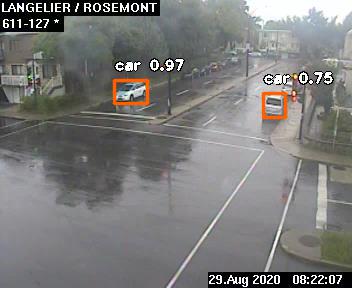 LANGELIER / ROSEMONT
611-127 *
car 0.97
car 0.75
29.Aug 2020 08:22:07